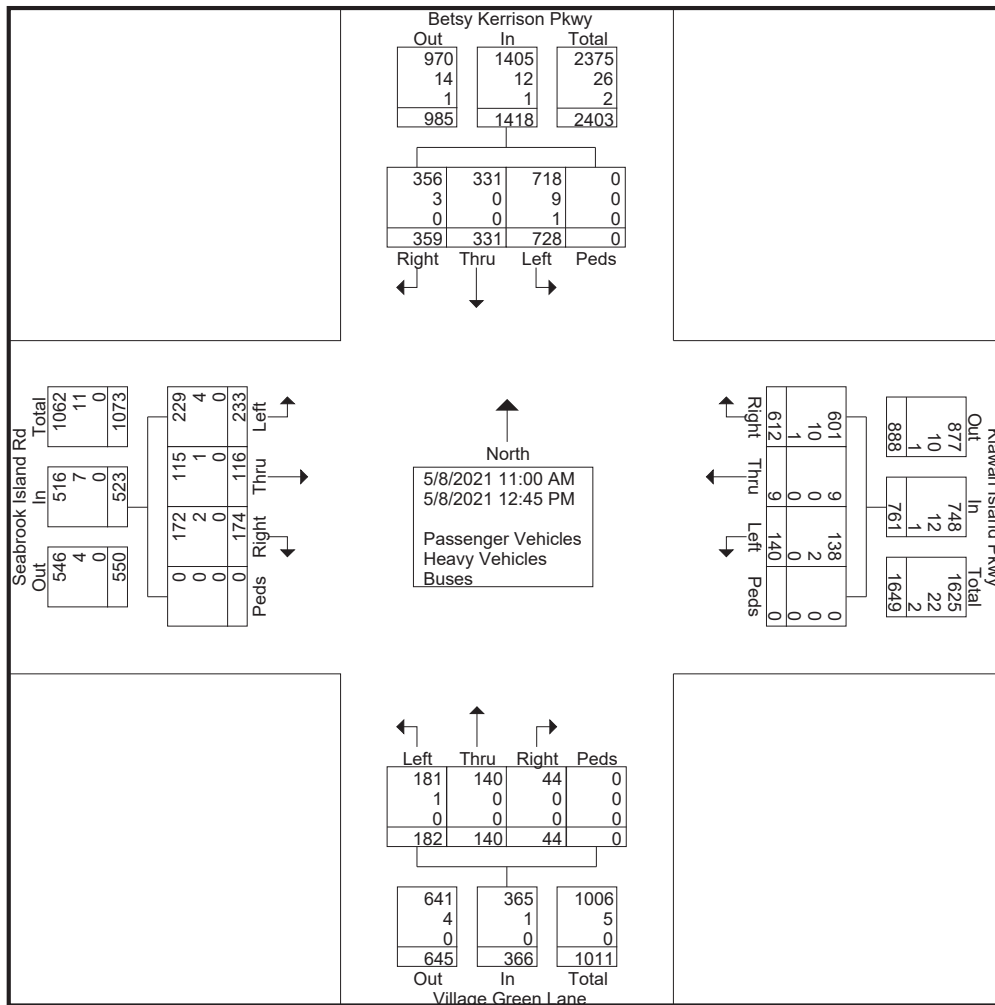 Betsy Kerrison Pkwy
Out In Total
970 1405 2375
14 12 26
1 1 2
985 1418 2403
356 331 718 0
3 0 9 0
0 0 1 0
359 331 728 0
Right Thru Left Peds
Seabrook Island Rd
Total In Out
1062 516 546
11 7 4
0 0 0
1073 523 550
229 115 172 0
4 1 2 0
0 0 0 0
233 116 174 0
Left Thru Right Peds
North
5/8/2021 11:00 AM
5/8/2021 12:45 PM
Passenger Vehicles
Heavy Vehicles
Buses
Right Thru Left Peds
601 9 138 0
10 0 2 0
1 0 0 0
612 9 140 0
Island Pkwy
Out In Total
877 748 1625
10 12 22
1 1 2
888 761 1649
Left Thru Right Peds
181 140 44 0
1 0 0 0
0 0 0 0
182 140 44 0
641 365 1006
4 1 5
0 0 0
645 366 1011
Out In Total
Village Green Lane